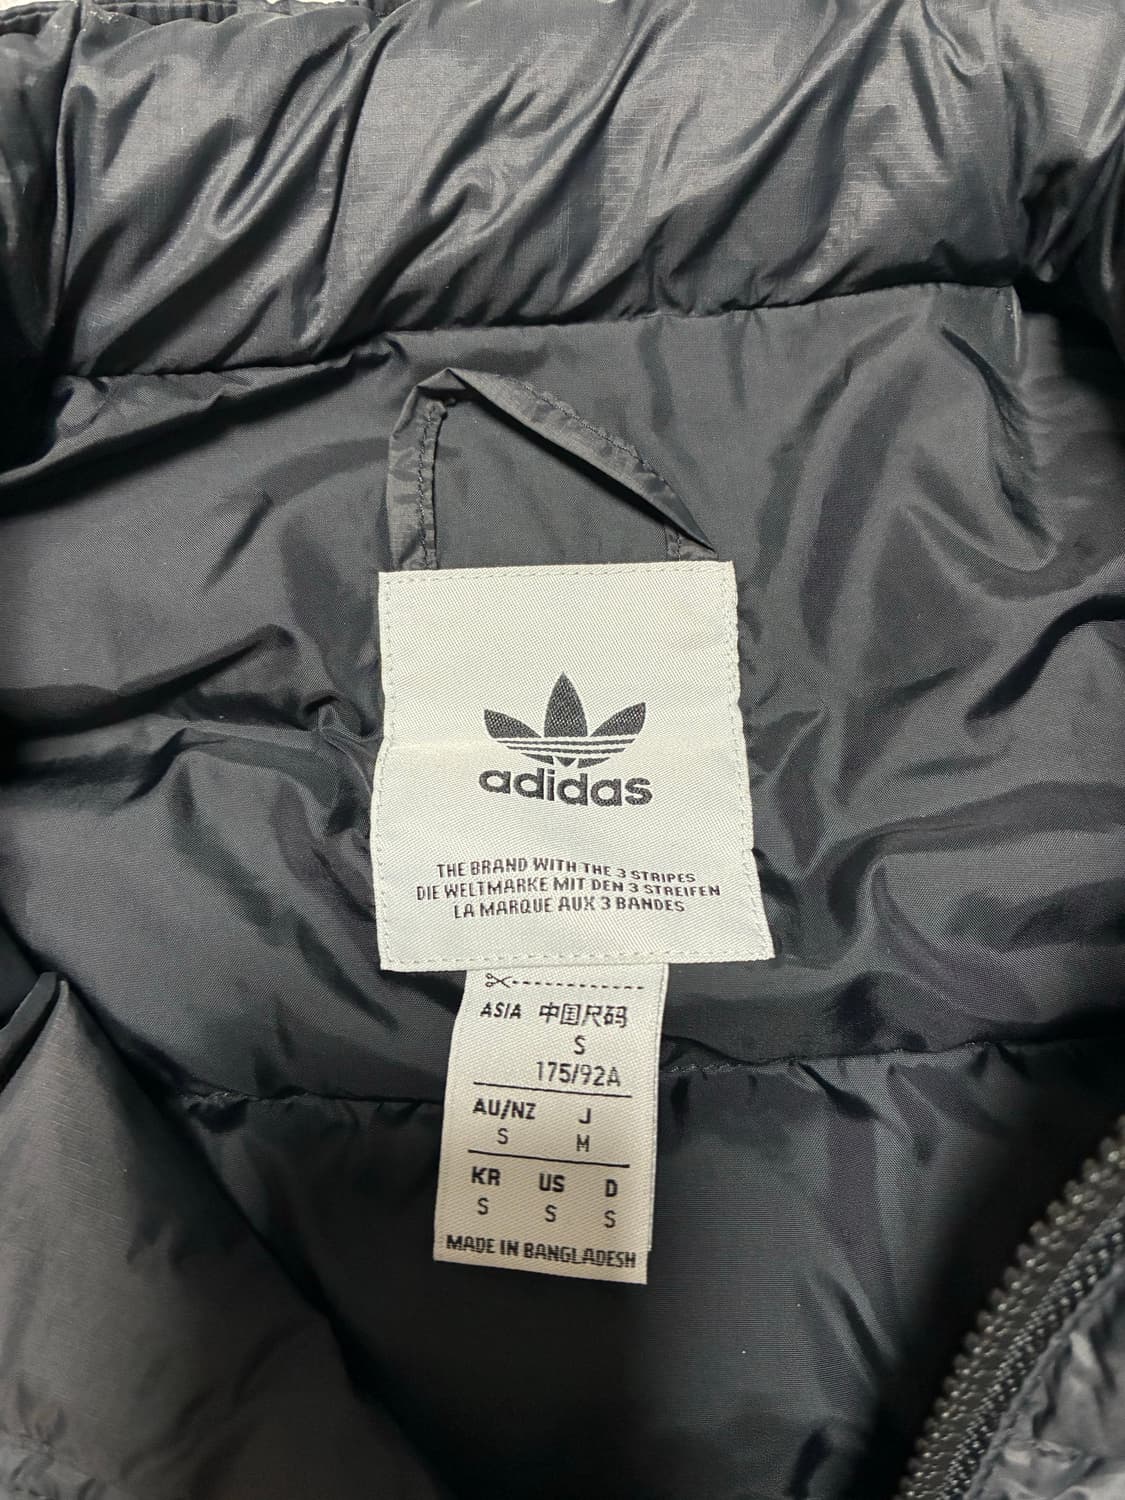 adidas
THE BRAND WITH THE 3 STRIPES
DIE WELTMARKE MIT DEN 3 STREIFEN
LA MARQUE AUX 3 BANDES
ASIA 中国尺码
S
175/92A
AU/NZ J
S M
KR US D
S S S
MADE IN BANGLADESH